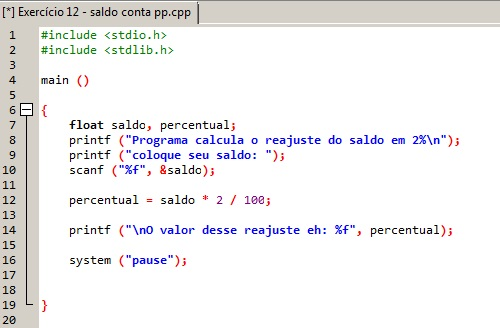 [*] Exercício 12 - saldo conta pp.cpp
1 #include <stdio.h>
2 #include <stdlib.h>
3
4 main ()
5
6 {
7 float saldo, percentual;
8 printf ("Programa calcula o reajuste do saldo em 2%\n");
9 printf ("coloque seu saldo: ");
10 scanf ("%f", &saldo);
11
12 percentual = saldo * 2 / 100;
13
14 printf ("\nO valor desse reajuste eh: %f", percentual);
15
16 system ("pause");
17
18
19 }
20